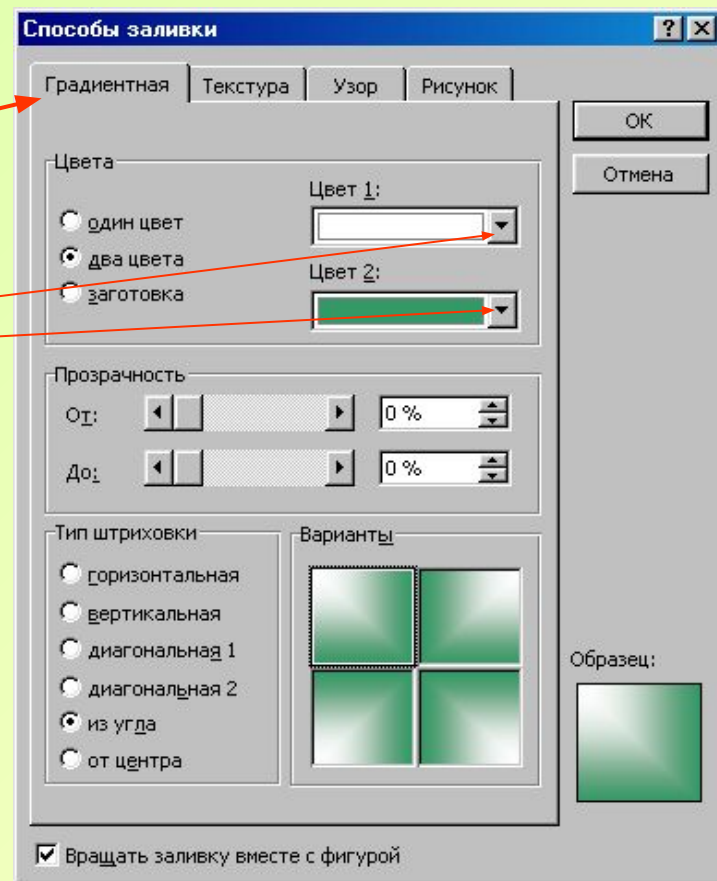 Способы заливки
Градиентная Текстура Узор Рисунок
ОК
Отмена
Цвета
один цвет
два цвета
заготовка
Цвет 1:
Цвет 2:
Прозрачность
От: 0 %
До: 0 %
Тип штриховки
горизонтальная
вертикальная
диагональная 1
диагональная 2
из угла
от центра
Варианты
Образец:
Вращать заливку вместе с фигурой